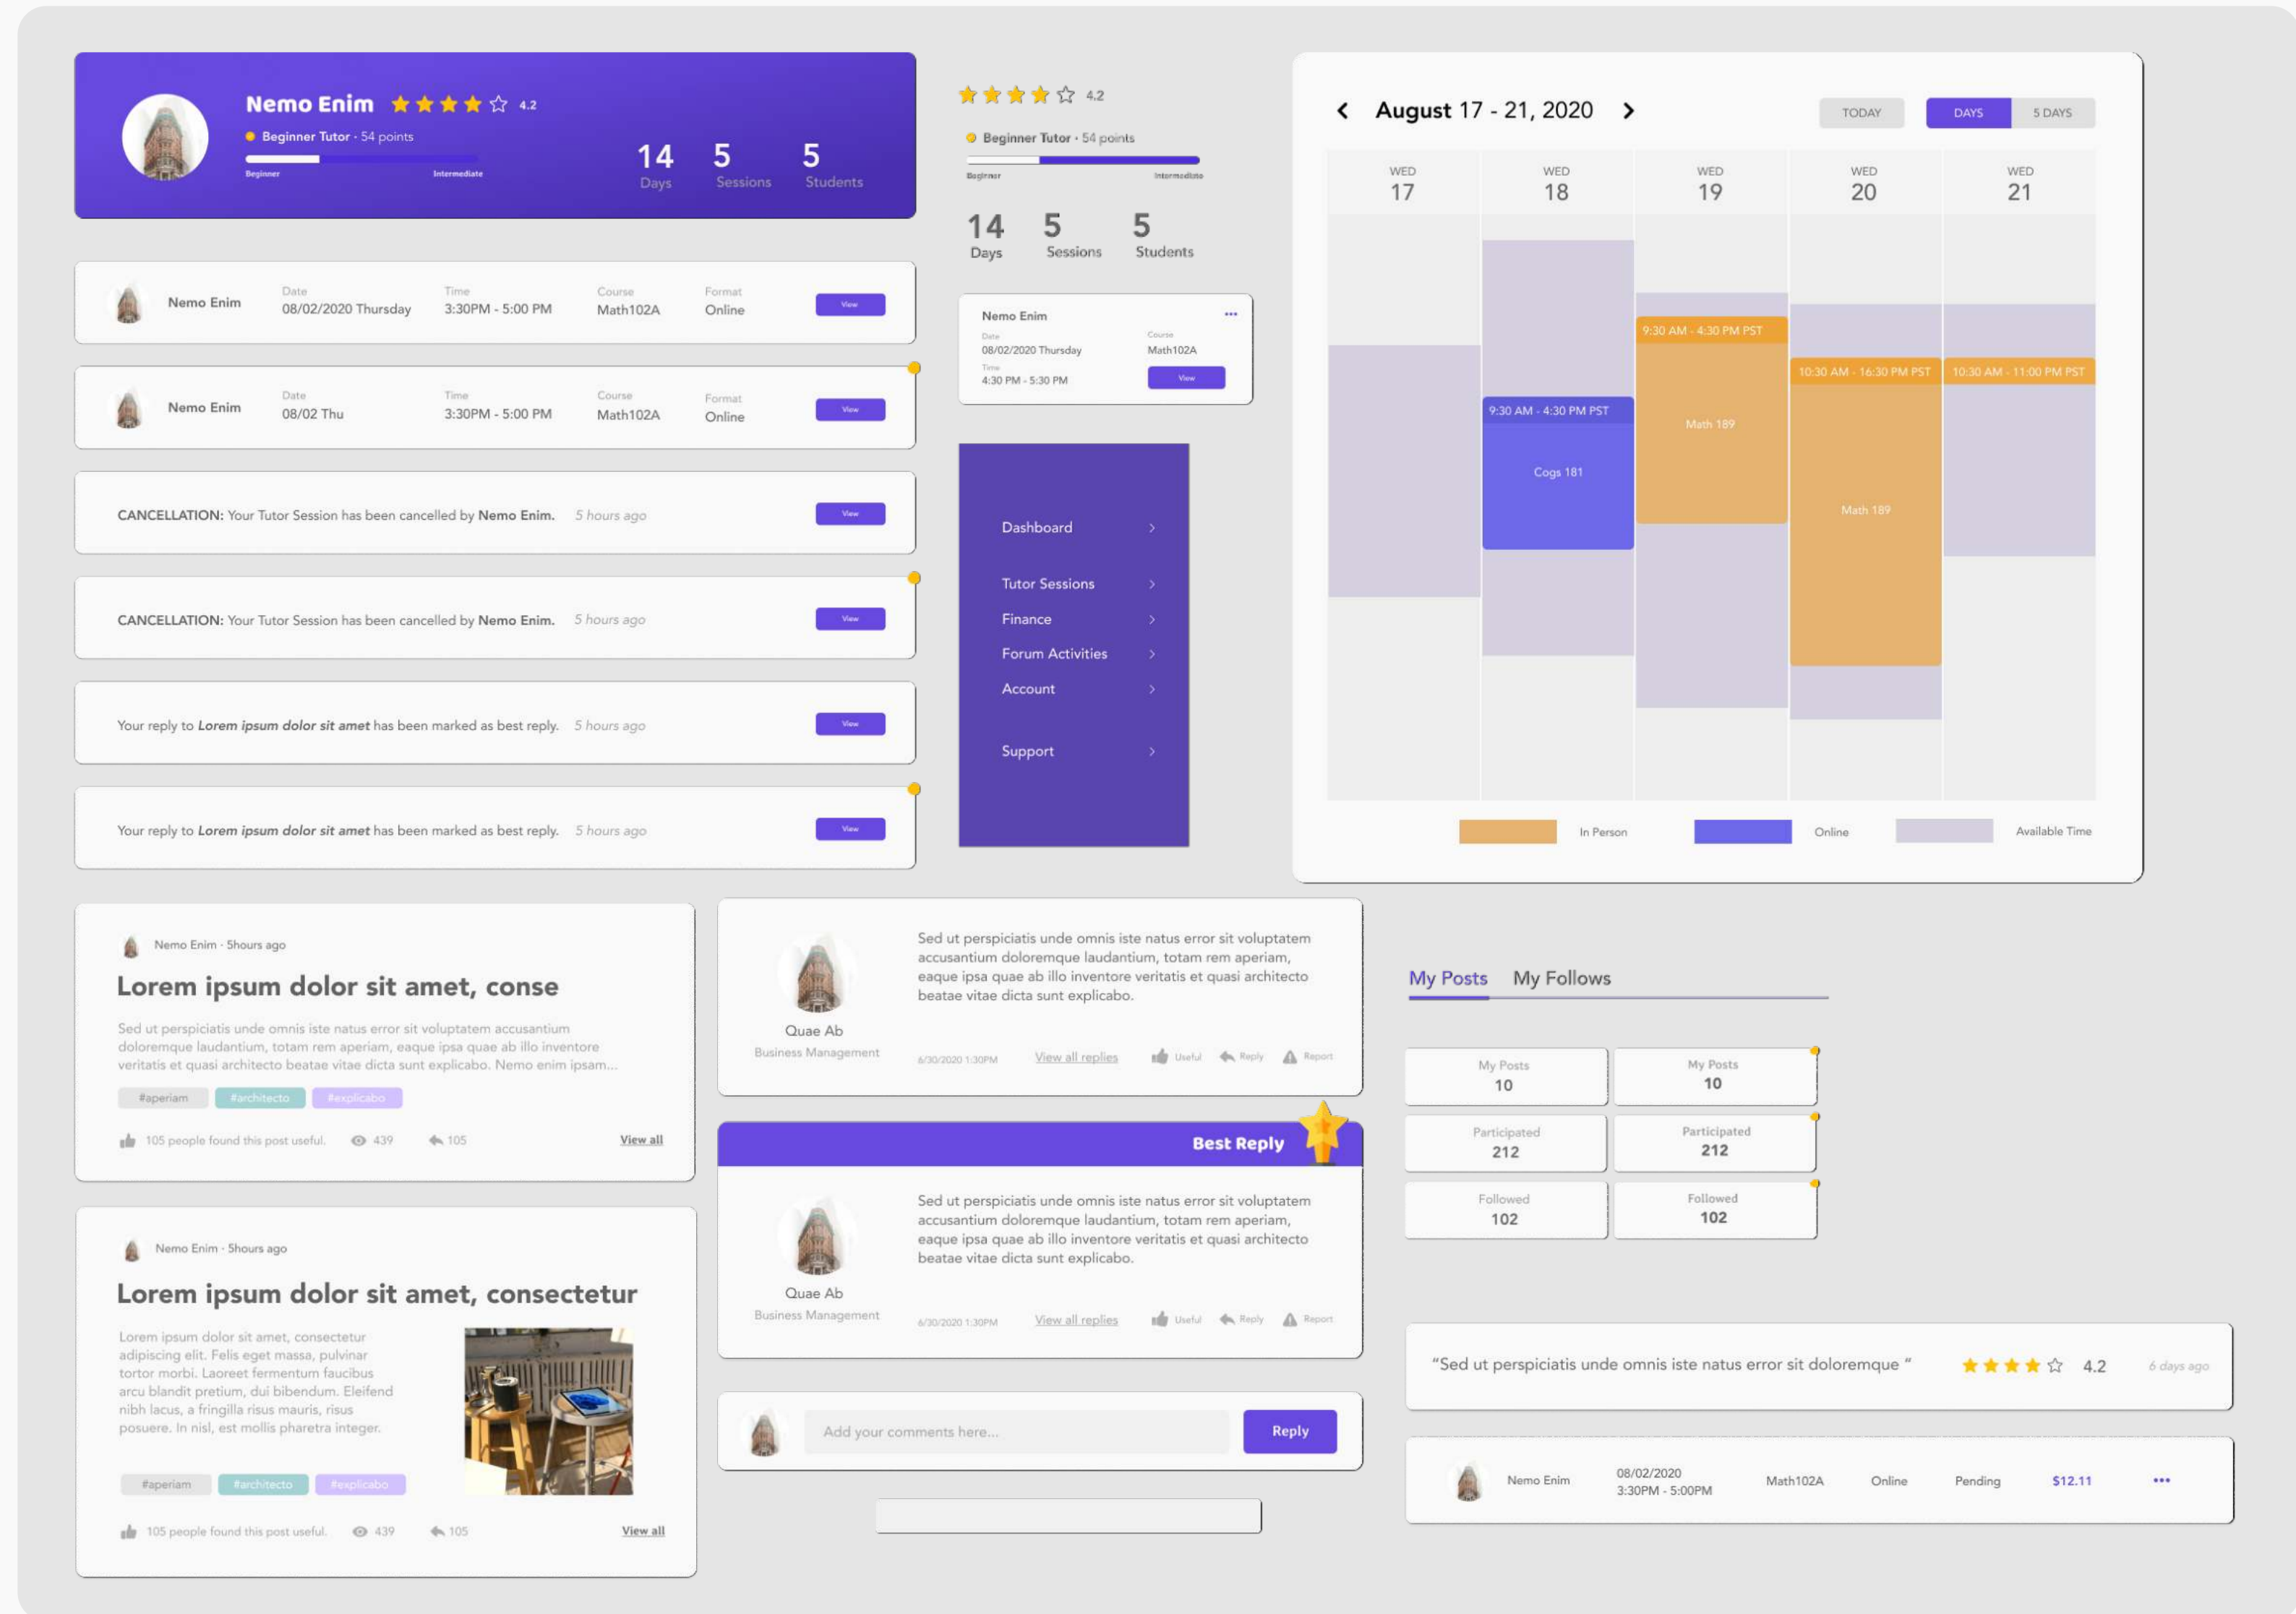 Nemo Enim 4.2
Beginner Tutor · 54 points
Beginner Intermediate
14 5 5
Days Sessions Students
Nemo Enim
Date
08/02/2020 Thursday
Time
3:30PM - 5:00 PM
Course
Math102A
Format
Online
View
Nemo Enim
Date
08/02 Thu
Time
3:30PM - 5:00 PM
Course
Math102A
Format
Online
View
CANCELLATION: Your Tutor Session has been cancelled by Nemo Enim. 5 hours ago
View
CANCELLATION: Your Tutor Session has been cancelled by Nemo Enim. 5 hours ago
View
Your reply to Lorem ipsum dolor sit amet has been marked as best reply. 5 hours ago
View
Your reply to Lorem ipsum dolor sit amet has been marked as best reply. 5 hours ago
View
4.2
Beginner Tutor · 54 points
Beginner Intermediate
14 5 5
Days Sessions Students
Nemo Enim
Date
08/02/2020 Thursday
Course
Math102A
Time
4:30 PM - 5:30 PM
View
Dashboard
Tutor Sessions
Finance
Forum Activities
Account
Support
August 17 - 21, 2020
TODAY DAYS 5 DAYS
WED WED WED WED WED
17 18 19 20 21
9:30 AM - 4:30 PM PST
Cogs 181
9:30 AM - 4:30 PM PST
Math 189
10:30 AM - 16:30 PM PST
Math 189
10:30 AM - 11:00 PM PST
In Person Online Available Time
Nemo Enim · 5hours ago
Lorem ipsum dolor sit amet, conse
Sed ut perspiciatis unde omnis iste natus error sit voluptatem accusantium
doloremque laudantium, totam rem aperiam, eaque ipsa quae ab illo inventore
veritatis et quasi architecto beatae vitae dicta sunt explicabo. Nemo enim ipsam...
#aperiam #architecto #explicabo
105 people found this post useful. 439 105 View all
Nemo Enim · 5hours ago
Lorem ipsum dolor sit amet, consectetur
Lorem ipsum dolor sit amet, consectetur
adipiscing elit. Felis eget massa, pulvinar
tortor morbi. Laoreet fermentum faucibus
arcu blandit pretium, dui bibendum. Eleifend
nibh lacus, a fringilla risus mauris, risus
posuere. In nisl, est mollis pharetra integer.
#aperiam #architecto #explicabo
105 people found this post useful. 439 105 View all
Sed ut perspiciatis unde omnis iste natus error sit voluptatem
accusantium doloremque laudantium, totam rem aperiam,
eaque ipsa quae ab illo inventore veritatis et quasi architecto
beatae vitae dicta sunt explicabo.
Quae Ab
Business Management
6/30/2020 1:30PM View all replies Useful Reply Report
Best Reply
Sed ut perspiciatis unde omnis iste natus error sit voluptatem
accusantium doloremque laudantium, totam rem aperiam,
eaque ipsa quae ab illo inventore veritatis et quasi architecto
beatae vitae dicta sunt explicabo.
Quae Ab
Business Management
6/30/2020 1:30PM View all replies Useful Reply Report
Add your comments here... Reply
My Posts My Follows
My Posts
10
My Posts
10
Participated
212
Participated
212
Followed
102
Followed
102
“Sed ut perspiciatis unde omnis iste natus error sit doloremque “ 4.2 6 days ago
Nemo Enim
08/02/2020
3:30PM - 5:00PM
Math102A Online Pending $12.11